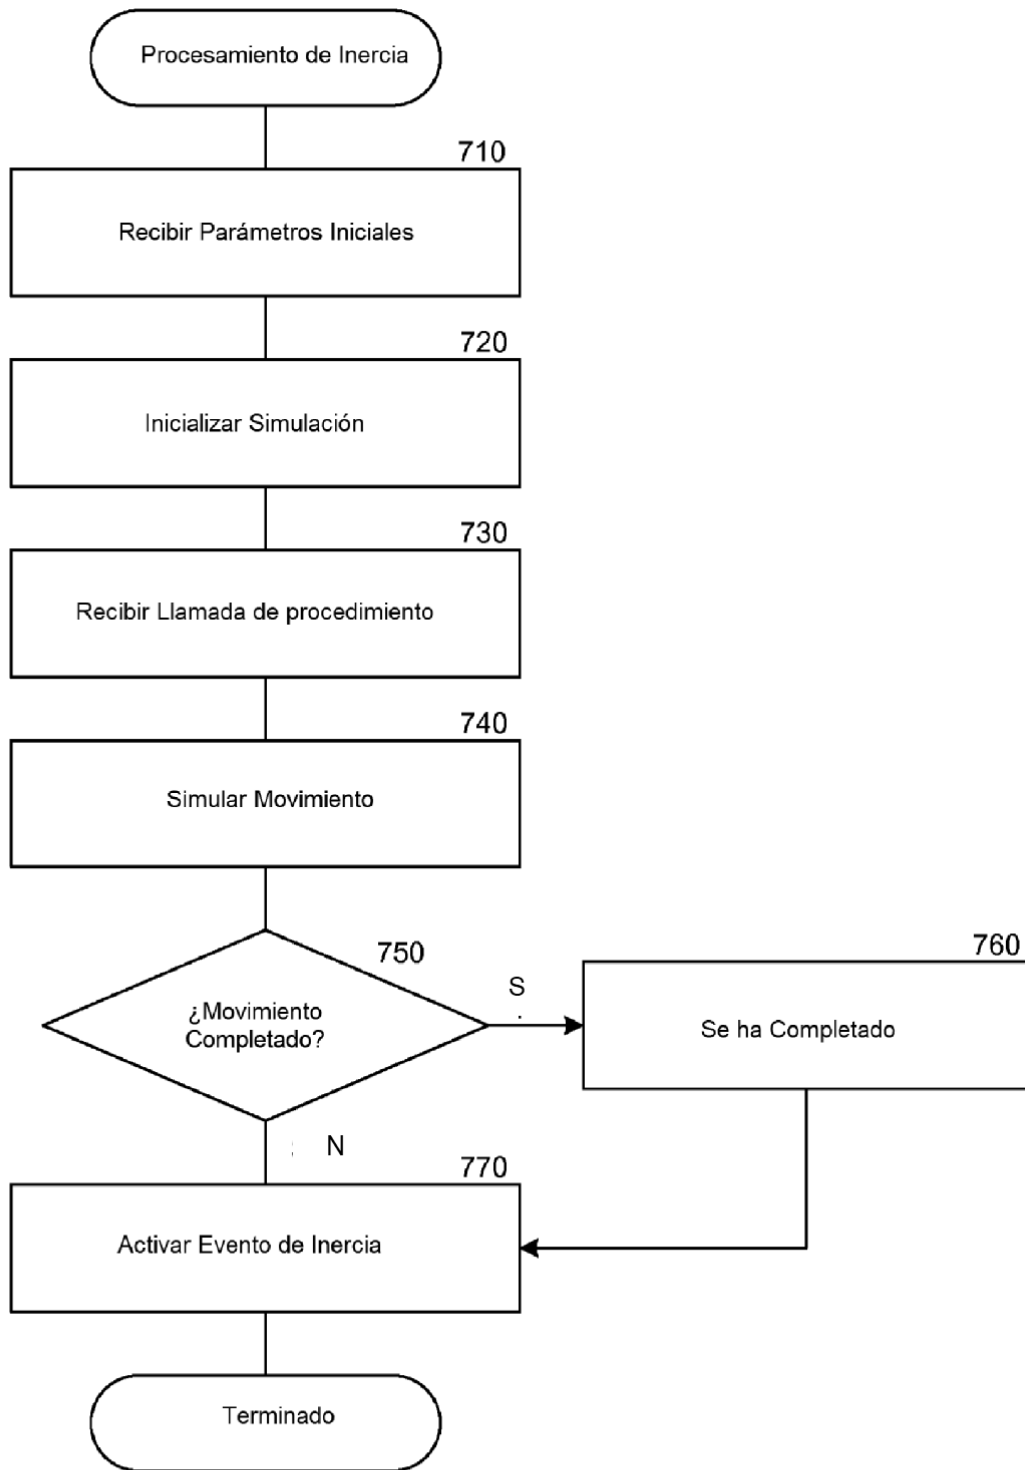 Procesamiento de Inercia
710
Recibir Parámetros Iniciales
720
Inicializar Simulación
730
Recibir Llamada de procedimiento
740
Simular Movimiento
750
¿Movimiento
Completado?
S
760
Se ha Completado
N
770
Activar Evento de Inercia
Terminado